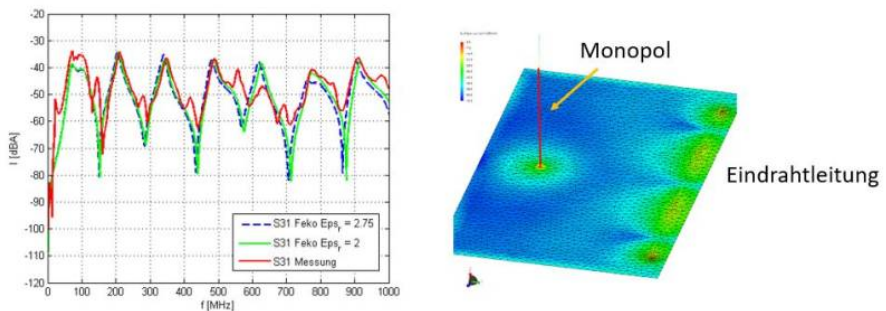 -20
-30
-40
-50
-60
-70
-80
-90
-100
-110
-120
I [dBA]
0 100 200 300 400 500 600 700 800 900 1000
f [MHz]
S31 Feko Eps_r = 2.75
S31 Feko Eps_r = 2
S31 Messung
Monopol
Eindrahtleitung